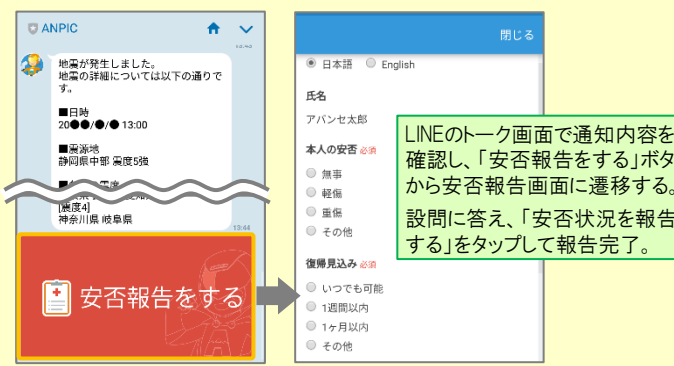 ANPIC
地震が発生しました。
地震の詳細については以下の通りで
す。
■日時
20●●/●/● 13:00
■震源地
静岡県中部 震度5強
[震度4]
神奈川県 岐阜県
13:44
安否報告をする
閉じる
日本語 English
氏名
アバンセ太郎
本人の安否 必須
無事
軽傷
重傷
その他
復帰見込み 必須
いつでも可能
1週間以内
1ヶ月以内
その他
LINEのトーク画面で通知内容を
確認し、「安否報告をする」ボタ
から安否報告画面に遷移する。
設問に答え、「安否状況を報告
する」をタップして報告完了。